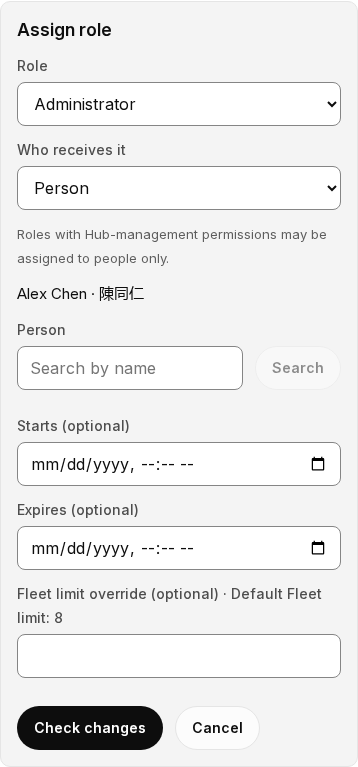 Assign role
Role
Administrator
Who receives it
Person
Roles with Hub-management permissions may be
assigned to people only.
Alex Chen · 陳同仁
Person
Search by name
Search
Starts (optional)
mm/dd/yyyy, --:-- --
Expires (optional)
mm/dd/yyyy, --:-- --
Fleet limit override (optional) · Default Fleet
limit: 8
Check changes
Cancel